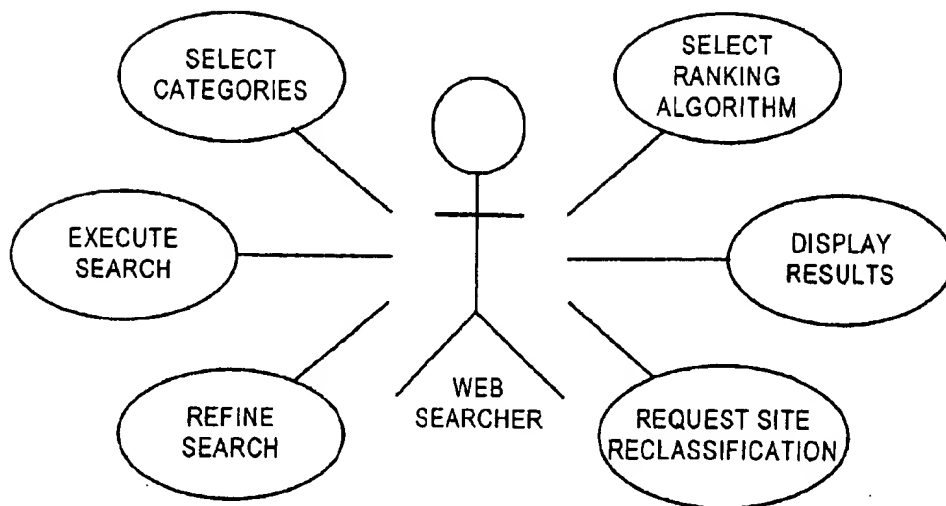 SELECT
CATEGORIES
SELECT
RANKING
ALGORITHM
EXECUTE
SEARCH
DISPLAY
RESULTS
REFINE
SEARCH
WEB
SEARCHER
REQUEST SITE
RECLASSIFICATION